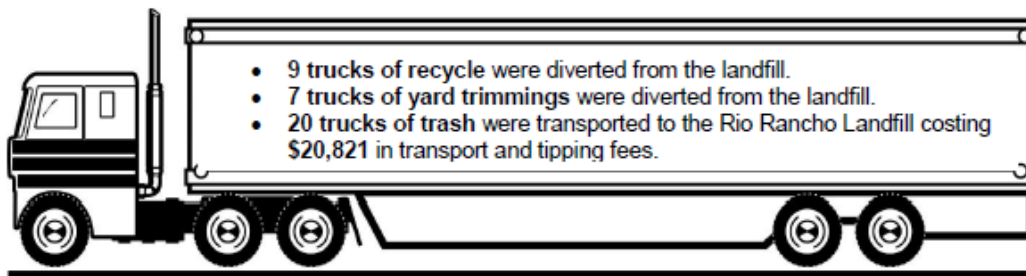 • 9 trucks of recycle were diverted from the landfill.
• 7 trucks of yard trimmings were diverted from the landfill.
• 20 trucks of trash were transported to the Rio Rancho Landfill costing
$20,821 in transport and tipping fees.